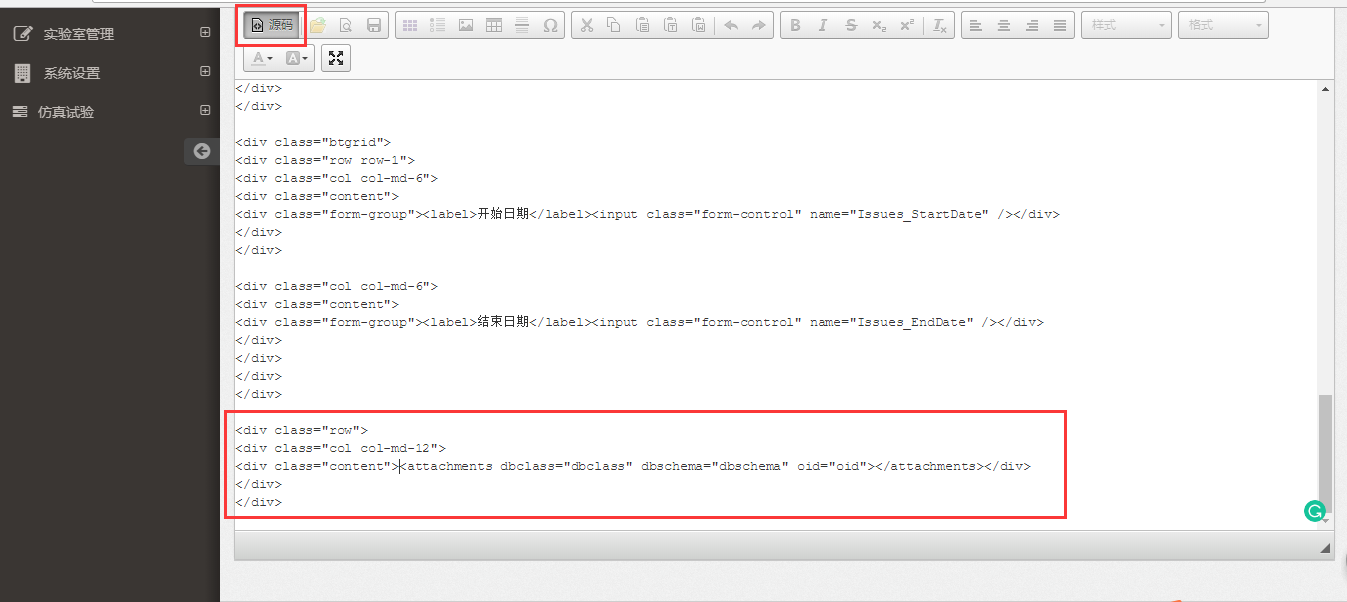 实验室管理
系统设置
仿真试验
源码
B I S x₂ x² Iₓ
样式
格式
A A
</div>
</div>
<div class="btgrid">
<div class="row row-1">
<div class="col col-md-6">
<div class="content">
<div class="form-group"><label>开始日期</label><input class="form-control" name="Issues_StartDate" /></div>
</div>
</div>
<div class="col col-md-6">
<div class="content">
<div class="form-group"><label>结束日期</label><input class="form-control" name="Issues_EndDate" /></div>
</div>
</div>
</div>
</div>
<div class="row">
<div class="col col-md-12">
<div class="content"><attachments dbclass="dbclass" dbschema="dbschema" oid="oid"></attachments></div>
</div>
</div>